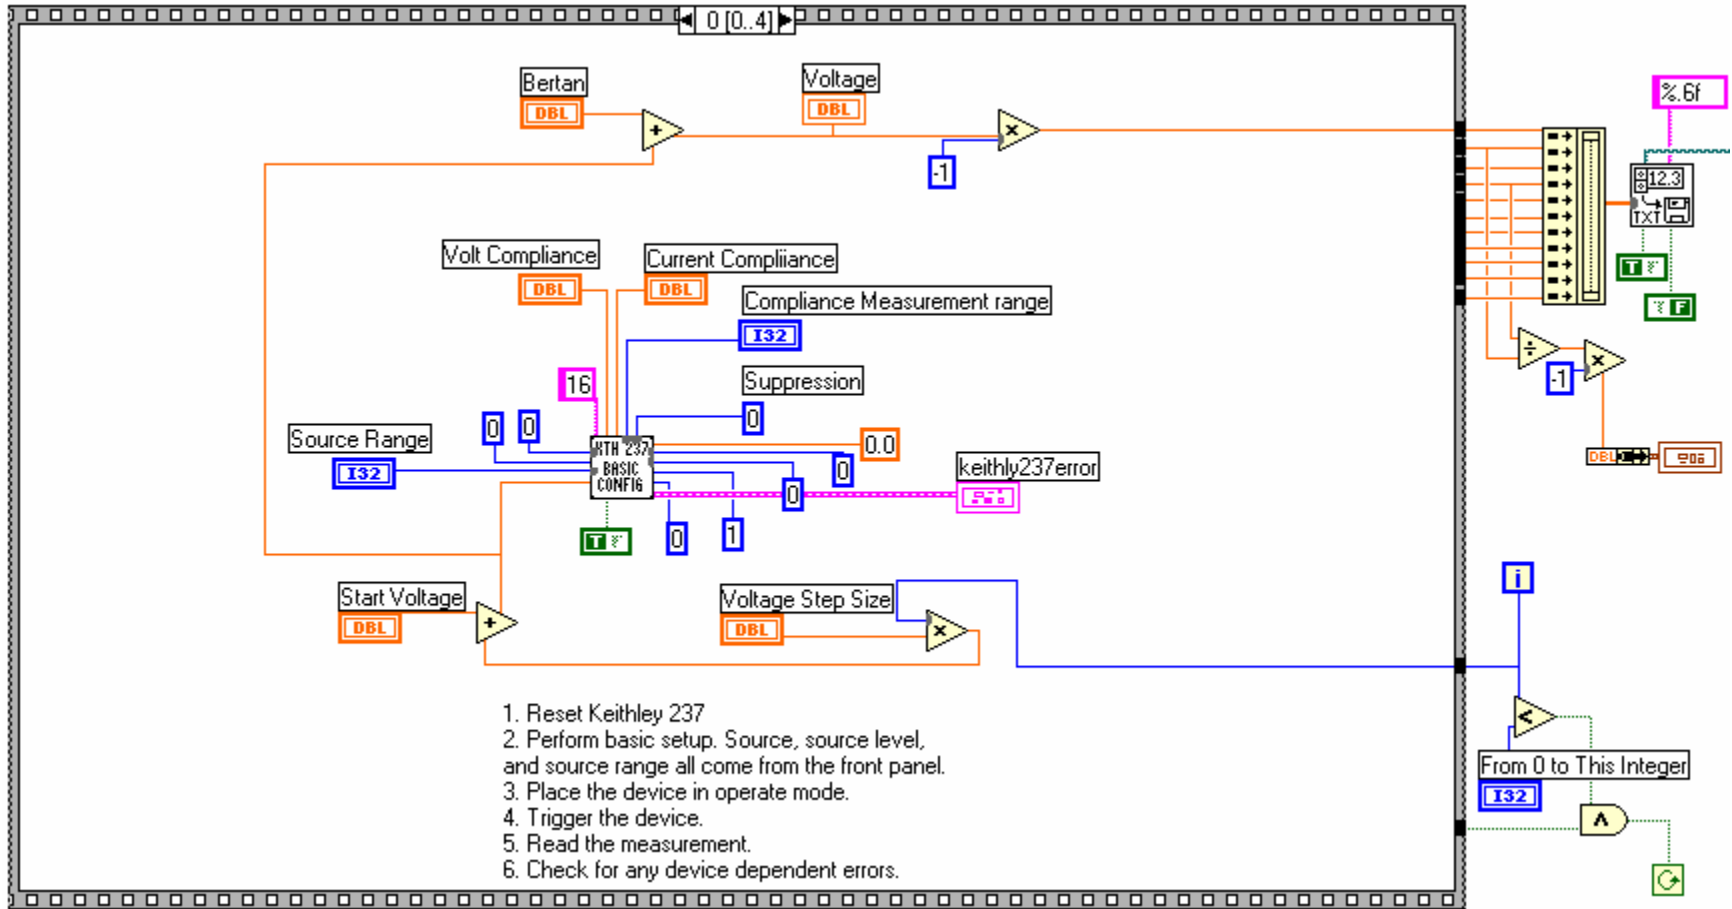 0 [0..4]
Bertan
DBL
Voltage
DBL
%.6f
-1
12.3
TXT
T
F
Volt Compliance
DBL
Current Compliiance
DBL
Compliance Measurement range
I32
16
Suppression
0
0
0
Source Range
I32
KTH 237
BASIC
CONFIG
0.0
0
0
keithly237error
T
0
1
-1
DBL
i
Start Voltage
DBL
Voltage Step Size
DBL
From 0 to This Integer
I32
1. Reset Keithley 237
2. Perform basic setup. Source, source level,
and source range all come from the front panel.
3. Place the device in operate mode.
4. Trigger the device.
5. Read the measurement.
6. Check for any device dependent errors.